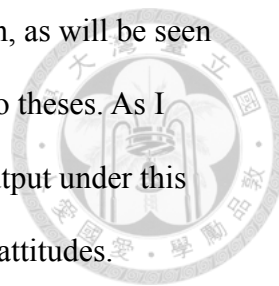 n, as will be seen
o theses. As I
tput under this
attitudes.